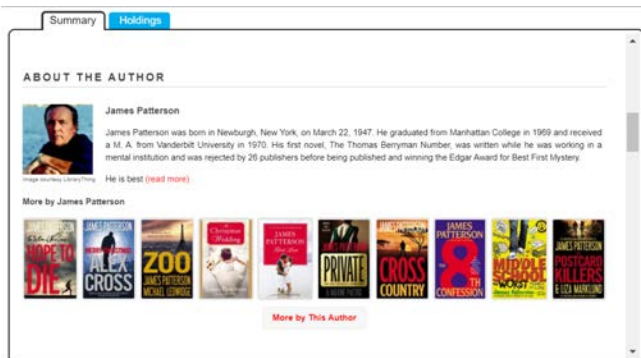 Summary
Holdings
ABOUT THE AUTHOR
James Patterson
James Patterson was born in Newburgh, New York, on March 22, 1947. He graduated from Manhattan College in 1969 and received
a M. A. from Vanderbilt University in 1970. His first novel, The Thomas Berryman Number, was written while he was working in a
mental institution and was rejected by 26 publishers before being published and winning the Edgar Award for Best First Mystery.
Image courtesy LibraryThing
He is best (read more)
More by James Patterson
HOPE TO
DIE
JAMES PATTERSON
ALEX
CROSS
ZOO
JAMES PATTERSON
MICHAEL LEDWIDGE
Christmas
Wedding
JAMES
PATTERSON
PRIVATE
JAMES PATTERSON
CROSS
COUNTRY
JAMES
PATTERSON
THE
8TH
CONFESSION
MIDDLE
SCHOOL
WORST
JAMES PATTERSON
POSTCARD
KILLERS
& LIZA MARKLUND
More by This Author